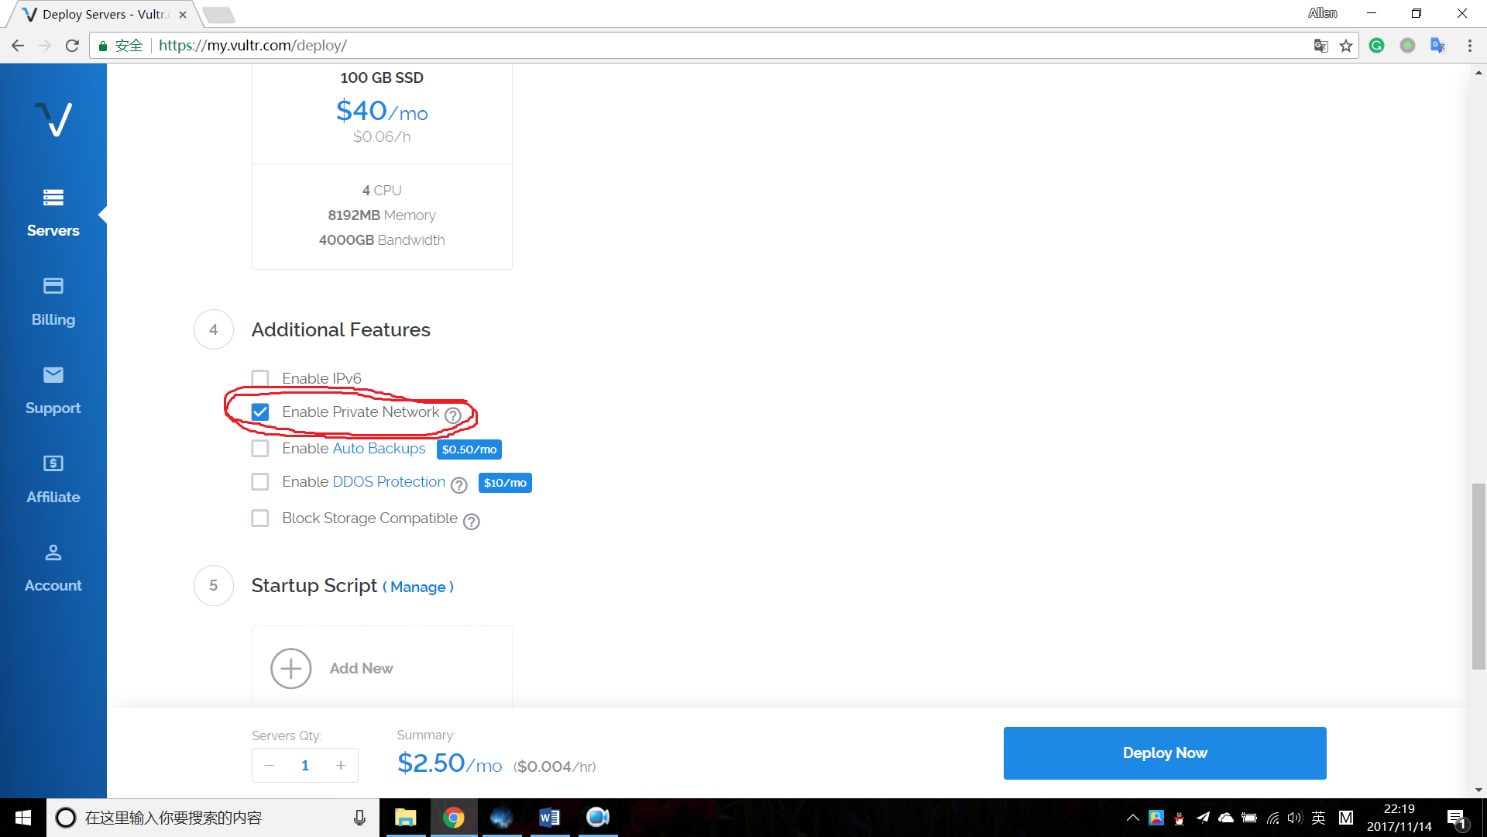 Deploy Servers - Vultr.c
Allen
安全
https://my.vultr.com/deploy/
100 GB SSD
$40/mo
$0.06/h
4 CPU
8192MB Memory
4000GB Bandwidth
Servers
Billing
Support
Affiliate
Account
4
Additional Features
Enable IPv6
Enable Private Network ?
Enable Auto Backups $0.50/mo
Enable DDOS Protection ? $10/mo
Block Storage Compatible ?
5
Startup Script ( Manage )
Add New
Servers Qty:
− 1 +
Summary:
$2.50/mo ($0.004/hr)
Deploy Now
在这里输入你要搜索的内容
英
M
22:19
2017/11/14
1